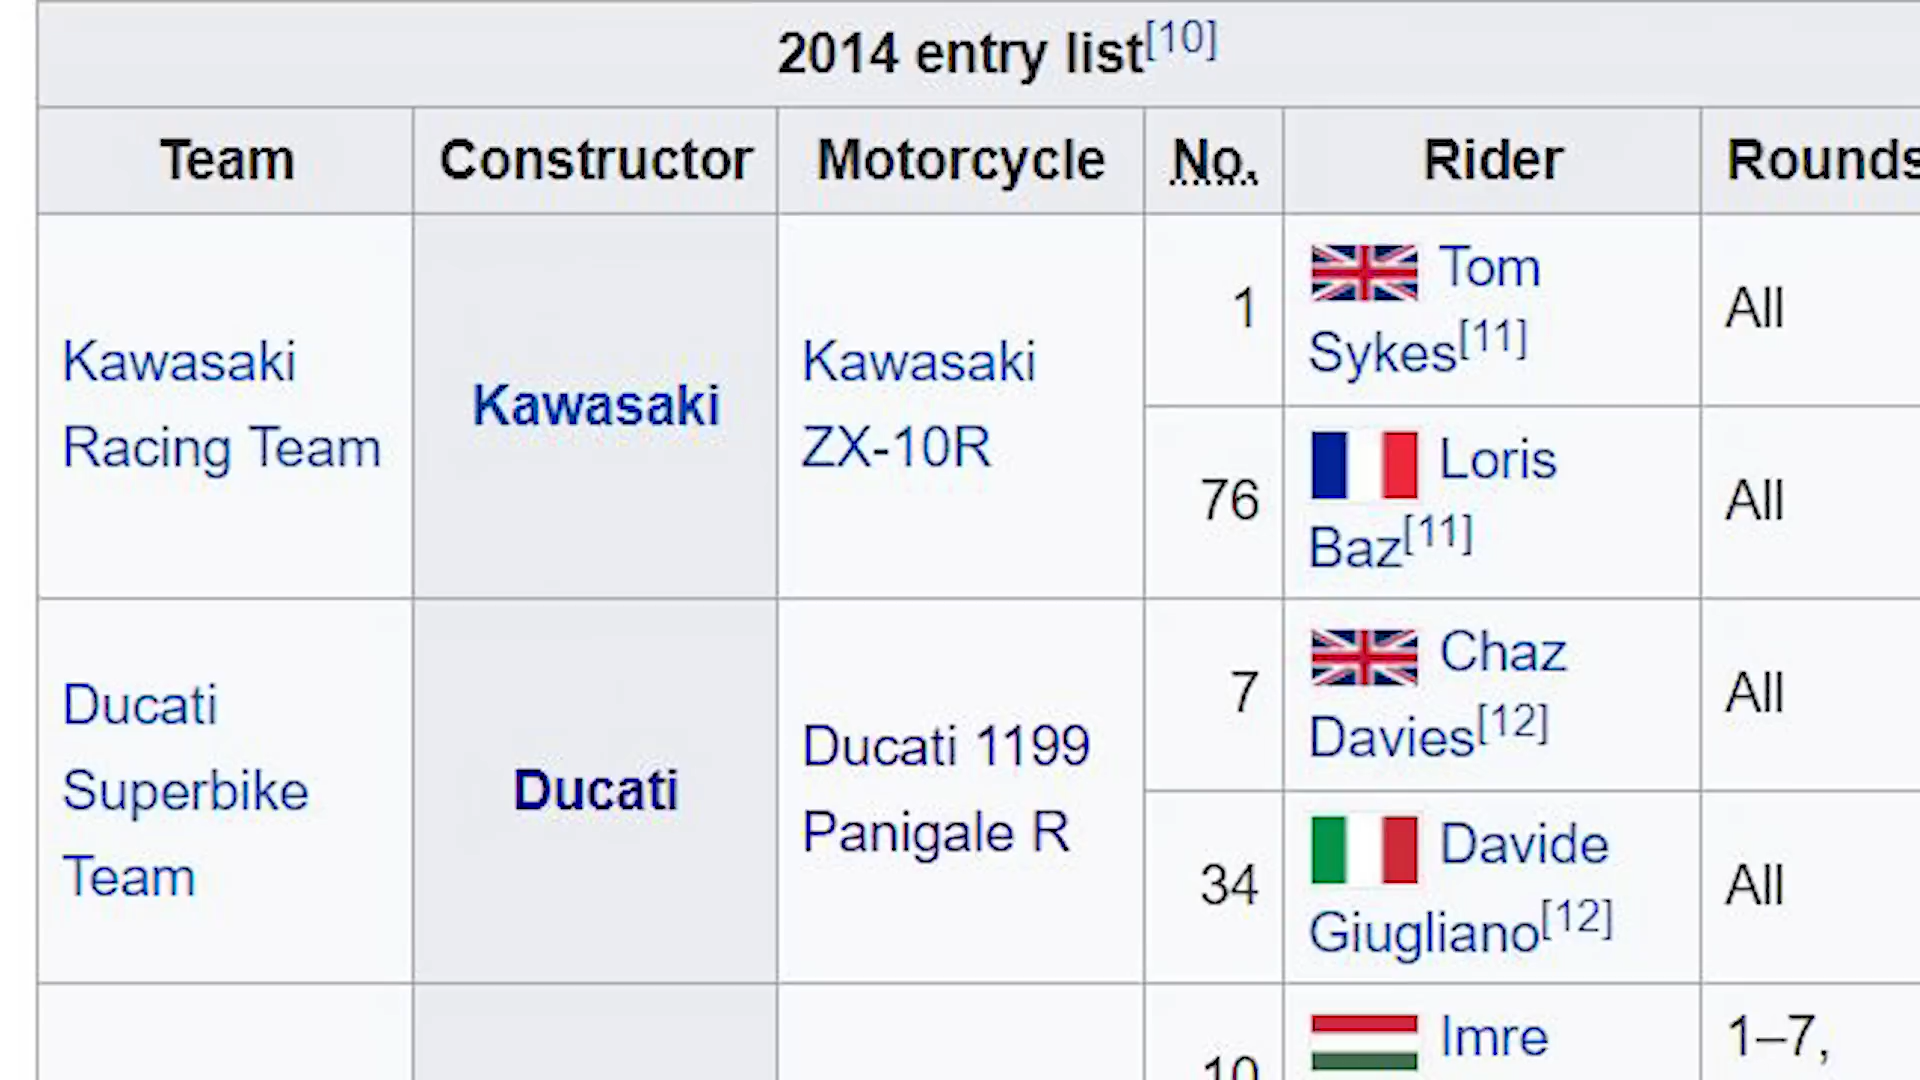 2014 entry list[10]
Team Constructor Motorcycle No. Rider Rounds
Kawasaki
Racing Team
Kawasaki
Kawasaki
ZX-10R
1
Tom
Sykes[11]
All
76
Loris
Baz[11]
All
Ducati
Superbike
Team
Ducati
Ducati 1199
Panigale R
7
Chaz
Davies[12]
All
34
Davide
Giugliano[12]
All
10
Imre
1–7,